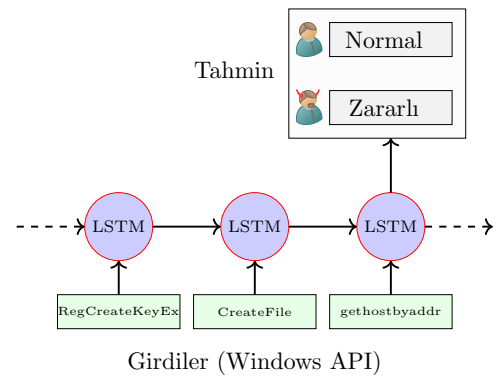 Normal
Tahmin
Zararlı
LSTM LSTM LSTM
RegCreateKeyEx CreateFile gethostbyaddr
Girdiler (Windows API)